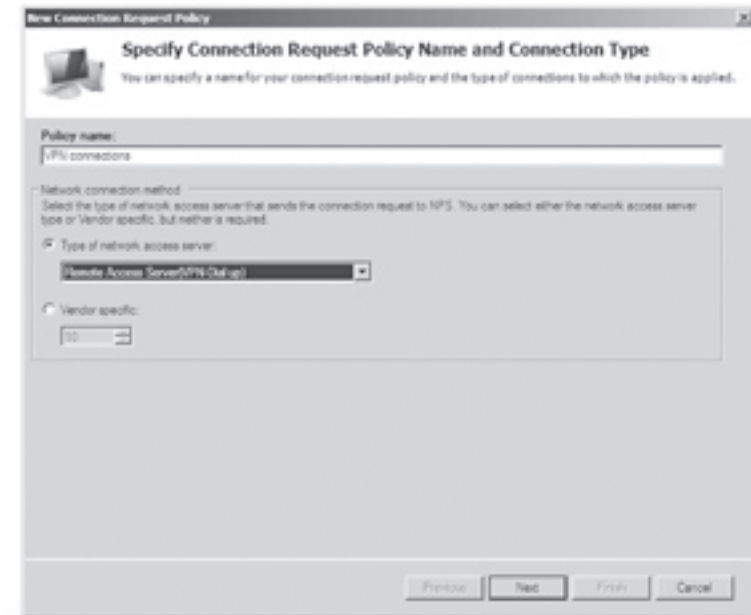 New Connection Request Policy
Specify Connection Request Policy Name and Connection Type
You can specify a name for your connection request policy and the type of connections to which the policy is applied.
Policy name:
VPN connections
Network connection method
Select the type of network access server that sends the connection request to NPS. You can select either the network access server
type or Vendor specific, but neither is required.
Type of network access server:
Remote Access Server(VPN-Dial up)
Vendor specific:
10
Previous
Next
Finish
Cancel